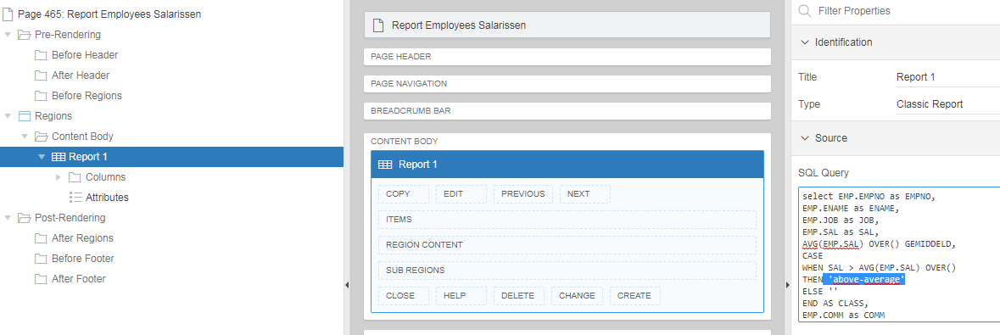 Page 465: Report Employees Salarissen
Pre-Rendering
Before Header
After Header
Before Regions
Regions
Content Body
Report 1
Columns
Attributes
Post-Rendering
After Regions
Before Footer
After Footer
Report Employees Salarissen
PAGE HEADER
PAGE NAVIGATION
BREADCRUMB BAR
CONTENT BODY
Report 1
COPY EDIT PREVIOUS NEXT
ITEMS
REGION CONTENT
SUB REGIONS
CLOSE HELP DELETE CHANGE CREATE
Filter Properties
Identification
Title Report 1
Type Classic Report
Source
SQL Query
select EMP.EMPNO as EMPNO,
EMP.ENAME as ENAME,
EMP.JOB as JOB,
EMP.SAL as SAL,
AVG(EMP.SAL) OVER() GEMIDDELD,
CASE
WHEN SAL > AVG(EMP.SAL) OVER()
THEN 'above-average'
ELSE ''
END AS CLASS,
EMP.COMM as COMM